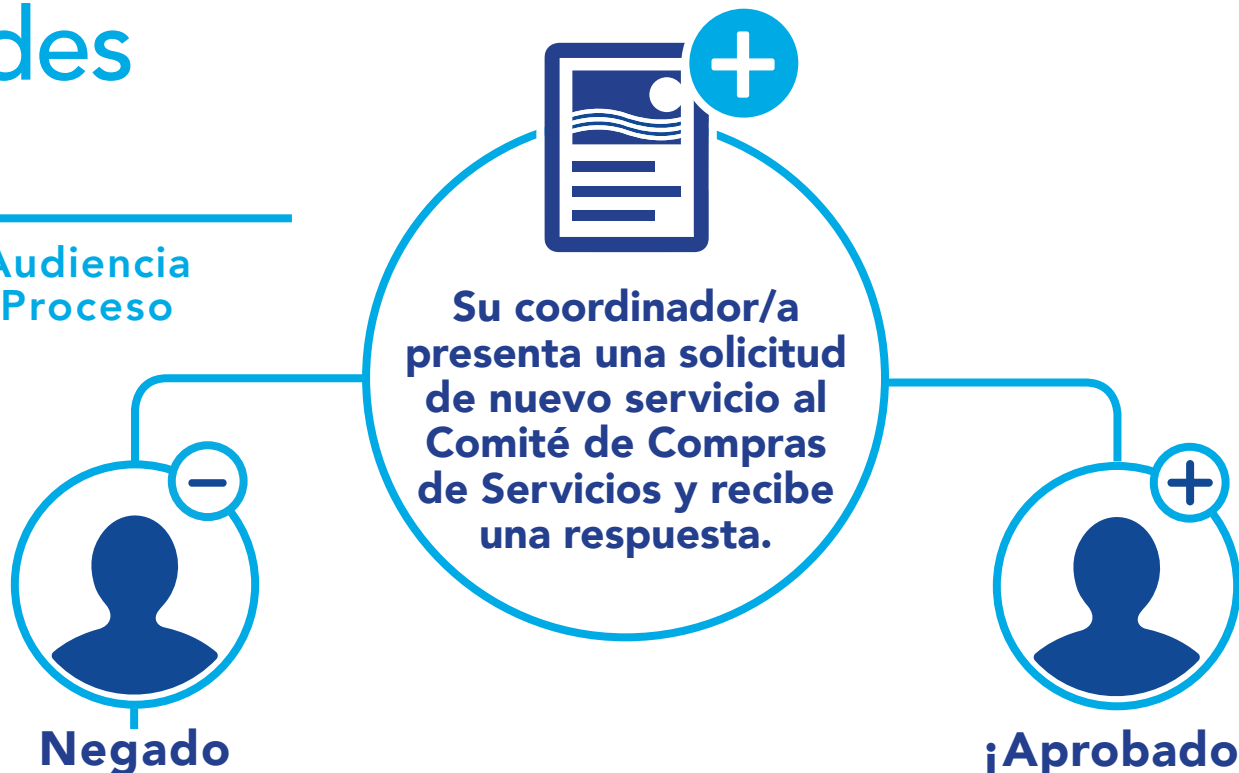 des
Audiencia
Proceso
Su coordinador/a
presenta una solicitud
de nuevo servicio al
Comité de Compras
de Servicios y recibe
una respuesta.
Negado
¡Aprobado